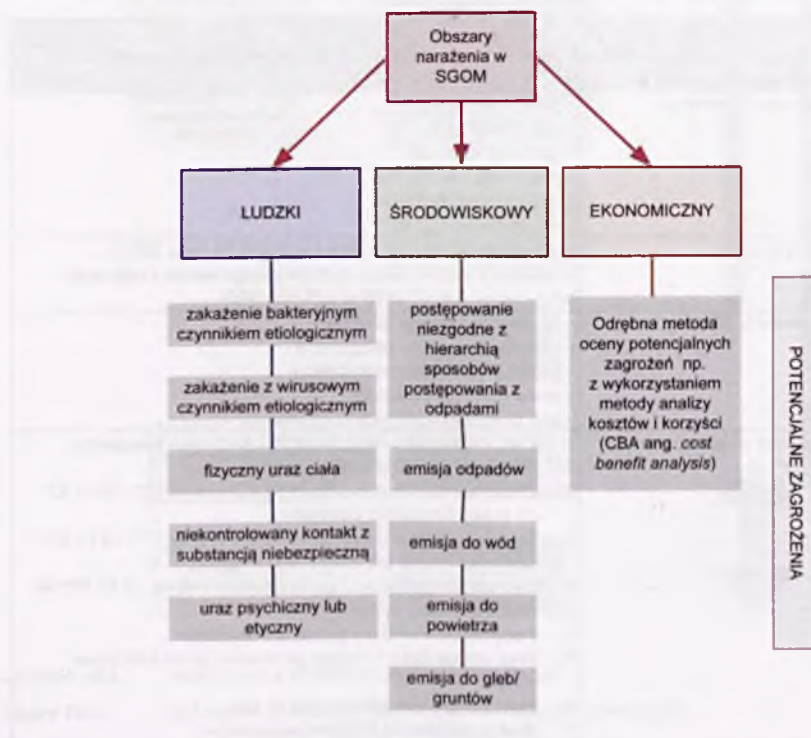 Obszary
narażenia w
SGOM
LUDZKI
ŚRODOWISKOWY
EKONOMICZNY
zakażenie bakteryjnym
czynnikiem etiologicznym
zakażenie z wirusowym
czynnikiem etiologicznym
fizyczny uraz ciała
niekontrolowany kontakt z
substancją niebezpieczną
uraz psychiczny lub
etyczny
postępowanie
niezgodne z
hierarchią
sposobów
postępowania z
odpadami
emisja odpadów
emisja do wód
emisja do
powietrza
emisja do gleb/
gruntów
Odrębna metoda
oceny potencjalnych
zagrożeń np.
z wykorzystaniem
metody analizy
kosztów i korzyści
(CBA ang. cost
benefit analysis)
POTENCJALNE ZAGROŻENIA